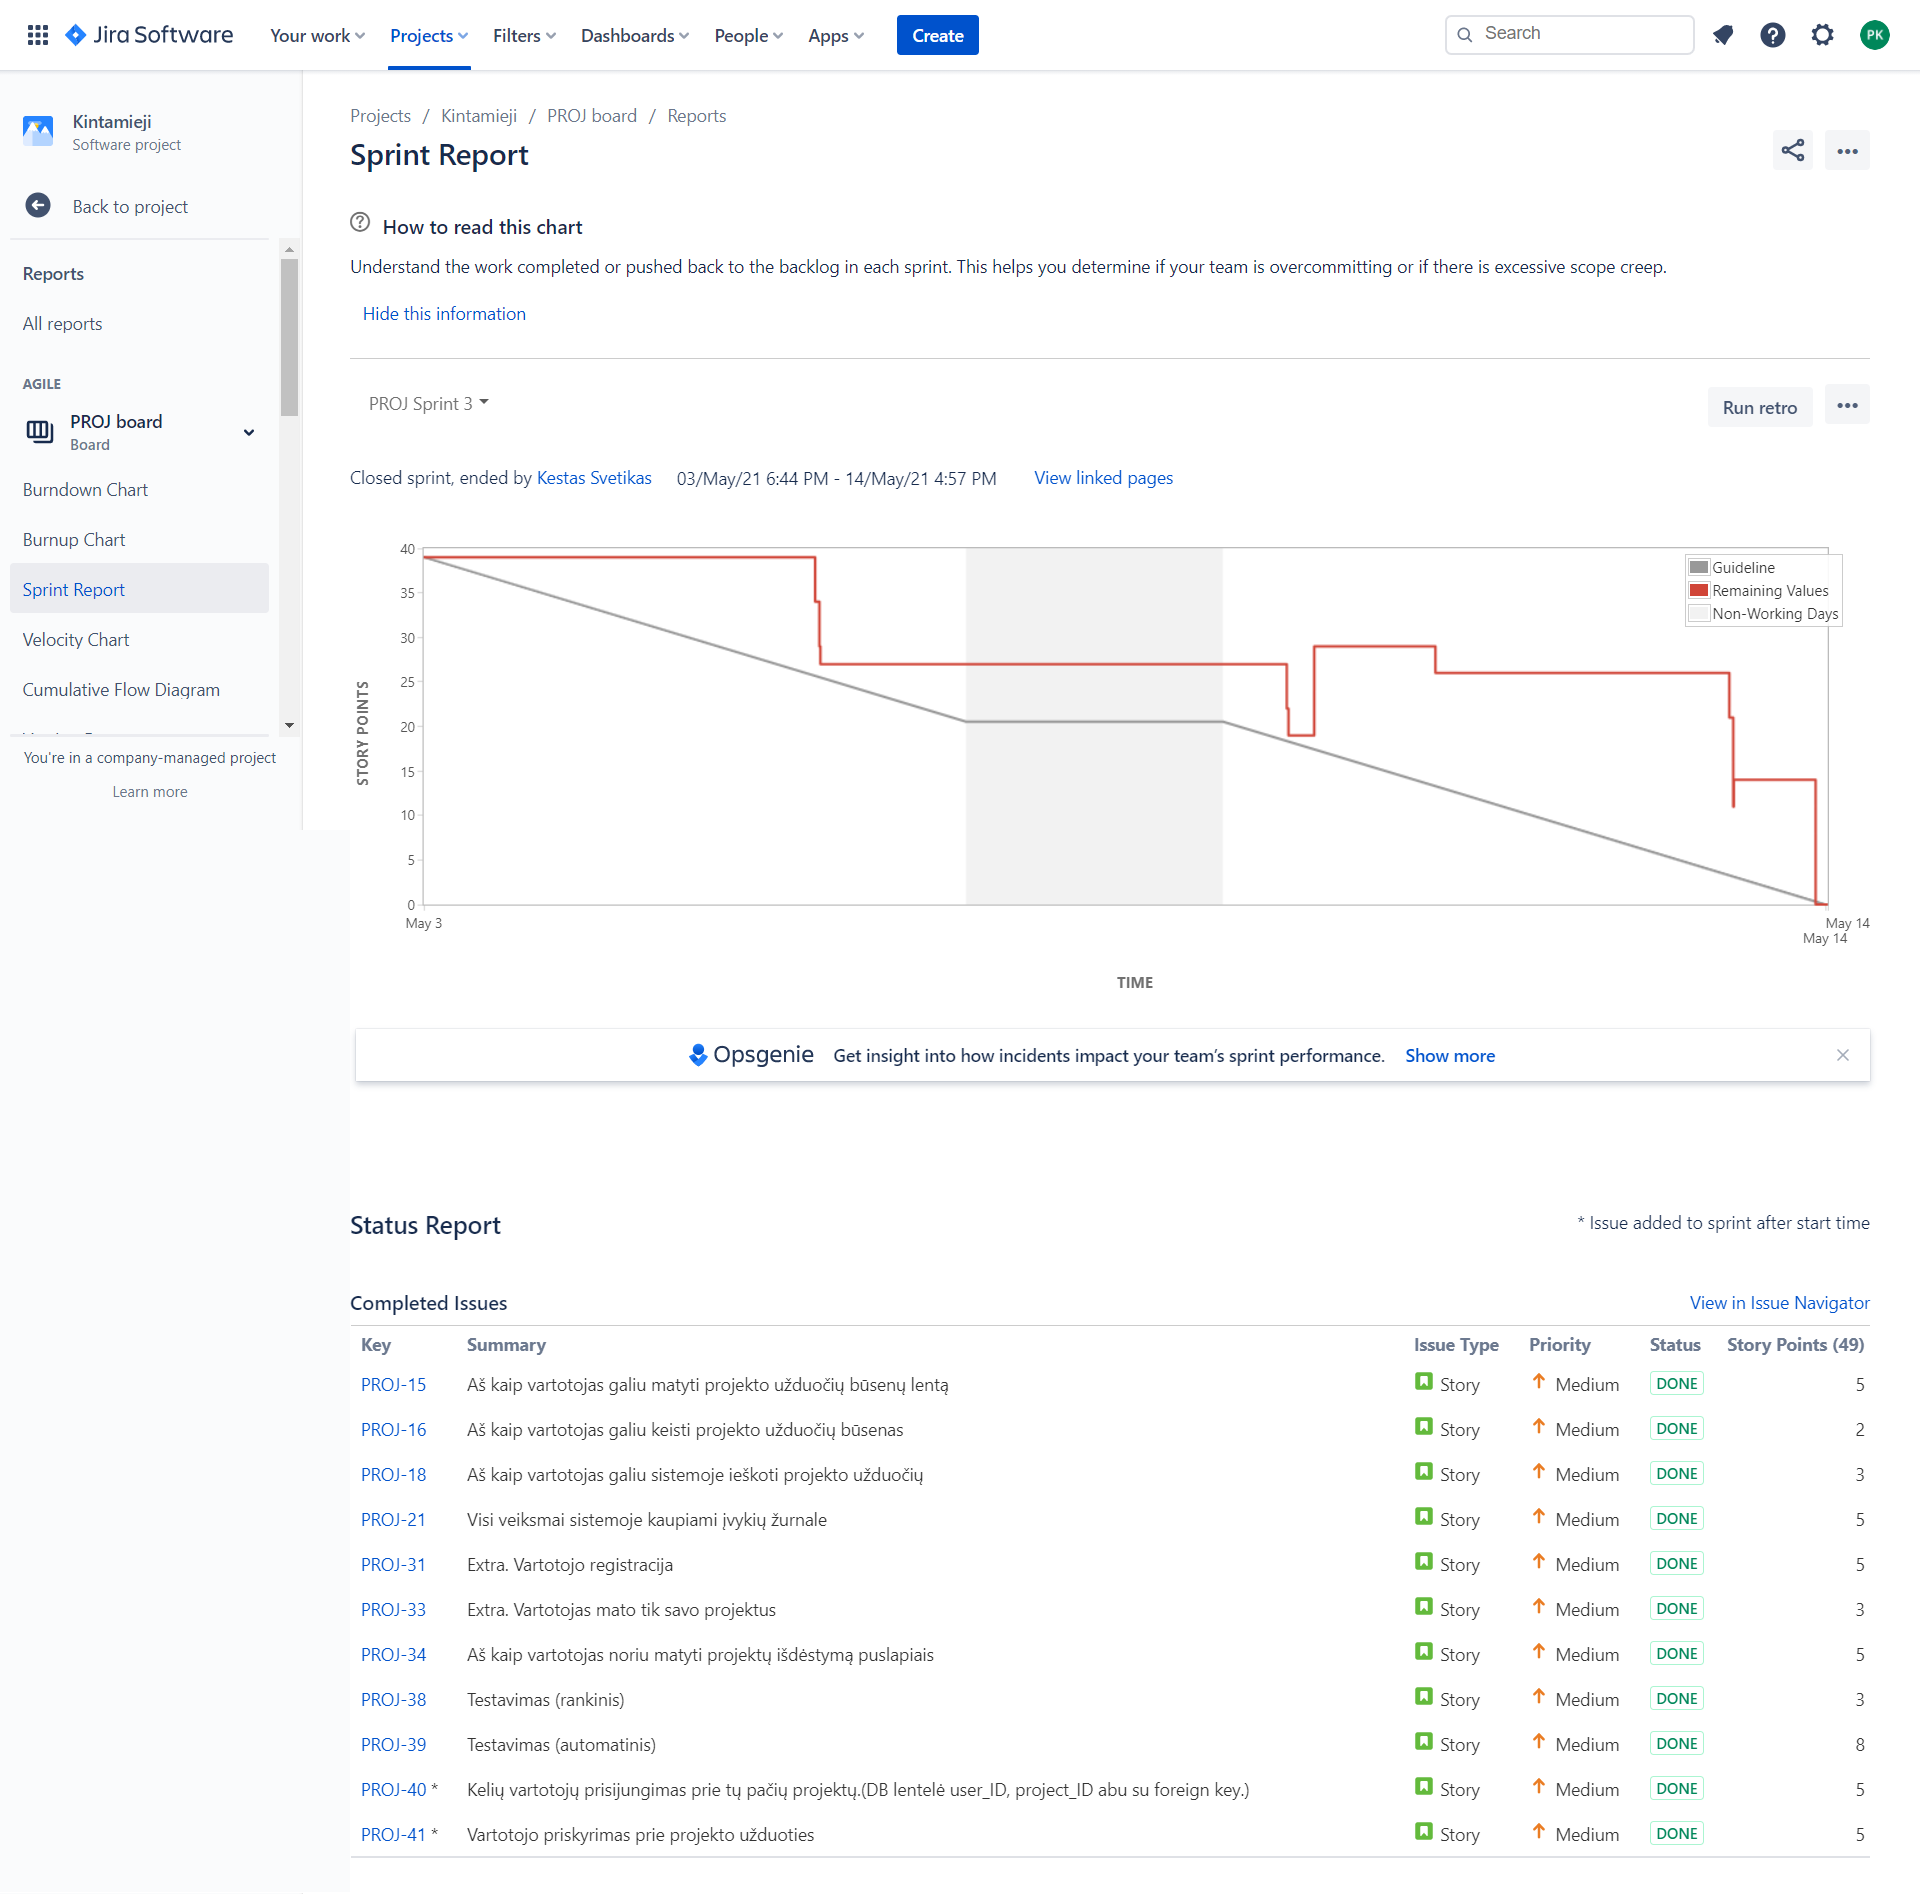 Jira Software Your work Projects Filters Dashboards People Apps Create Search PK
Kintamieji
Software project
Back to project
Reports
All reports
AGILE
PROJ board
Board
Burndown Chart
Burnup Chart
Sprint Report
Velocity Chart
Cumulative Flow Diagram
You're in a company-managed project
Learn more
Projects / Kintamieji / PROJ board / Reports
Sprint Report
How to read this chart
Understand the work completed or pushed back to the backlog in each sprint. This helps you determine if your team is overcommitting or if there is excessive scope creep.
Hide this information
PROJ Sprint 3
Run retro
Closed sprint, ended by Kestas Svetikas 03/May/21 6:44 PM - 14/May/21 4:57 PM View linked pages
STORY POINTS
40
35
30
25
20
15
10
5
0
Guideline
Remaining Values
Non-Working Days
May 3
May 14
May 14
TIME
Opsgenie Get insight into how incidents impact your team's sprint performance. Show more
Status Report
* Issue added to sprint after start time
Completed Issues
View in Issue Navigator
Key Summary Issue Type Priority Status Story Points (49)
PROJ-15 Aš kaip vartotojas galiu matyti projekto užduočių būsenų lentą Story Medium DONE 5
PROJ-16 Aš kaip vartotojas galiu keisti projekto užduočių būsenas Story Medium DONE 2
PROJ-18 Aš kaip vartotojas galiu sistemoje ieškoti projekto užduočių Story Medium DONE 3
PROJ-21 Visi veiksmai sistemoje kaupiami įvykių žurnale Story Medium DONE 5
PROJ-31 Extra. Vartotojo registracija Story Medium DONE 5
PROJ-33 Extra. Vartotojas mato tik savo projektus Story Medium DONE 3
PROJ-34 Aš kaip vartotojas noriu matyti projektų išdėstymą puslapiais Story Medium DONE 5
PROJ-38 Testavimas (rankinis) Story Medium DONE 3
PROJ-39 Testavimas (automatinis) Story Medium DONE 8
PROJ-40 * Kelių vartotojų prisijungimas prie tų pačių projektų.(DB lentelė user_ID, project_ID abu su foreign key.) Story Medium DONE 5
PROJ-41 * Vartotojo priskyrimas prie projekto užduoties Story Medium DONE 5